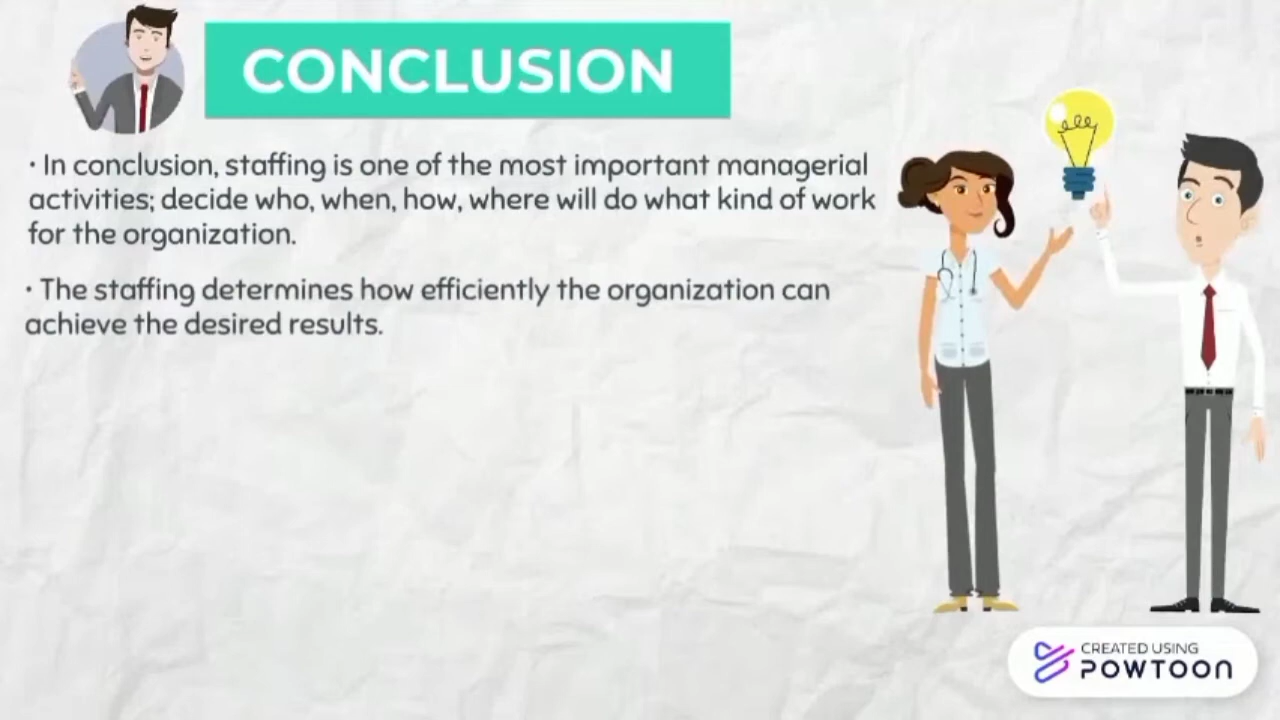 CONCLUSION
· In conclusion, staffing is one of the most important managerial
activities; decide who, when, how, where will do what kind of work
for the organization.
· The staffing determines how efficiently the organization can
achieve the desired results.
CREATED USING
POWTOON